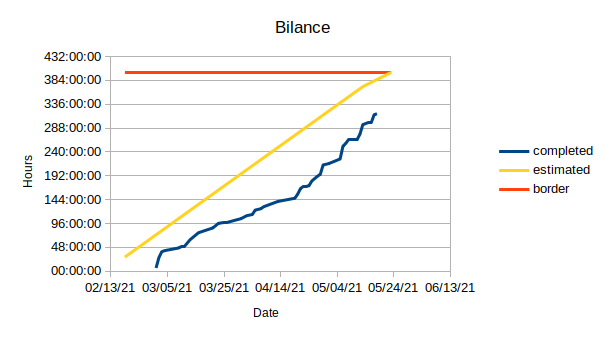 Bilance
Hours
432:00:00
384:00:00
336:00:00
288:00:00
240:00:00
192:00:00
144:00:00
96:00:00
48:00:00
00:00:00
02/13/21 03/05/21 03/25/21 04/14/21 05/04/21 05/24/21 06/13/21
Date
completed
estimated
border